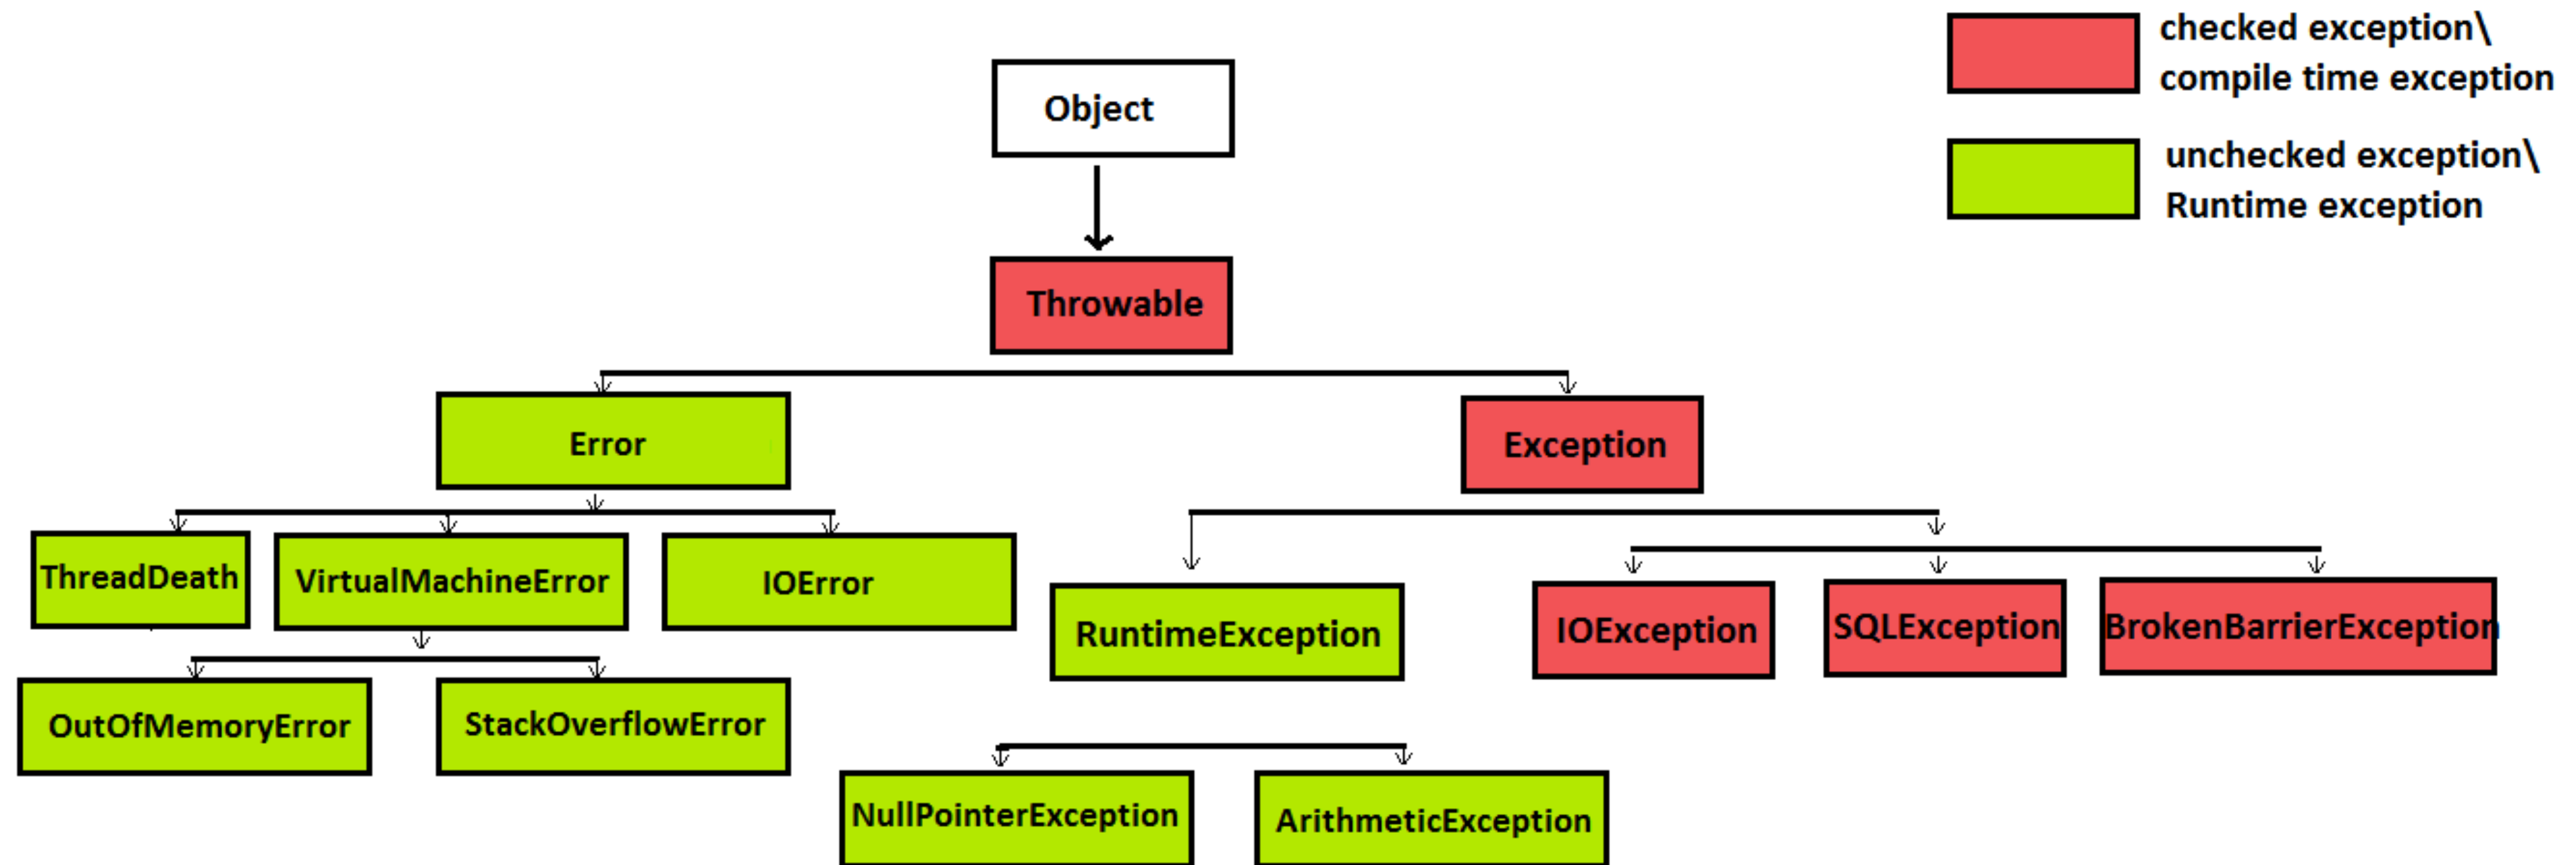 checked exception\
compile time exception
unchecked exception\
Runtime exception
Object
Throwable
Error
Exception
ThreadDeath
VirtualMachineError
IOError
RuntimeException
IOException
SQLException
BrokenBarrierException
OutOfMemoryError
StackOverflowError
NullPointerException
ArithmeticException